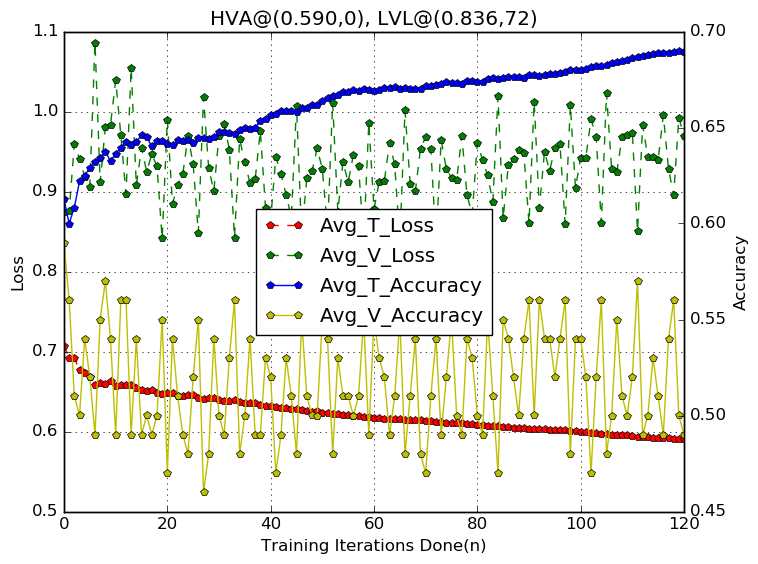 HVA@(0.590,0), LVL@(0.836,72)
1.1
1.0
0.9
0.8
0.7
0.6
0.5
Loss
0.70
0.65
0.60
0.55
0.50
0.45
Accuracy
Avg_T_Loss
Avg_V_Loss
Avg_T_Accuracy
Avg_V_Accuracy
0 20 40 60 80 100 120
Training Iterations Done(n)